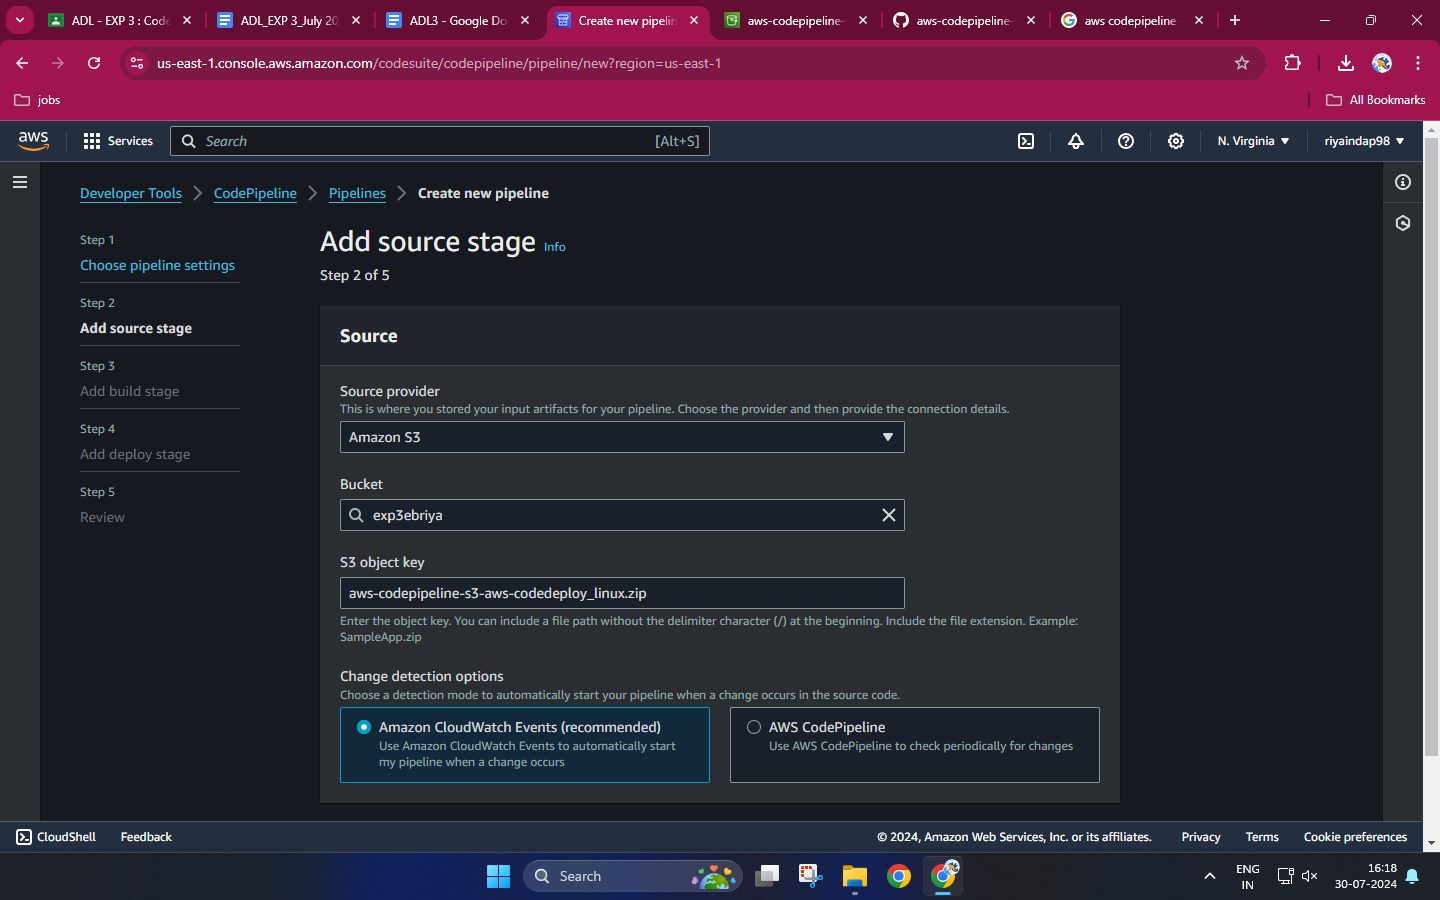 ADL - EXP 3 : Code
ADL_EXP 3_July 20
ADL3 - Google Do
Create new pipelin
aws-codepipeline-
aws-codepipeline-
aws codepipeline
us-east-1.console.aws.amazon.com/codesuite/codepipeline/pipeline/new?region=us-east-1
jobs
All Bookmarks
aws
Services
Search
[Alt+S]
N. Virginia
riyaindap98
Developer Tools
CodePipeline
Pipelines
Create new pipeline
Step 1
Choose pipeline settings
Step 2
Add source stage
Step 3
Add build stage
Step 4
Add deploy stage
Step 5
Review
Add source stage Info
Step 2 of 5
Source
Source provider
This is where you stored your input artifacts for your pipeline. Choose the provider and then provide the connection details.
Amazon S3
Bucket
exp3ebriya
S3 object key
aws-codepipeline-s3-aws-codedeploy_linux.zip
Enter the object key. You can include a file path without the delimiter character (/) at the beginning. Include the file extension. Example:
SampleApp.zip
Change detection options
Choose a detection mode to automatically start your pipeline when a change occurs in the source code.
Amazon CloudWatch Events (recommended)
Use Amazon CloudWatch Events to automatically start
my pipeline when a change occurs
AWS CodePipeline
Use AWS CodePipeline to check periodically for changes
CloudShell
Feedback
© 2024, Amazon Web Services, Inc. or its affiliates.
Privacy
Terms
Cookie preferences
Search
ENG
IN
16:18
30-07-2024